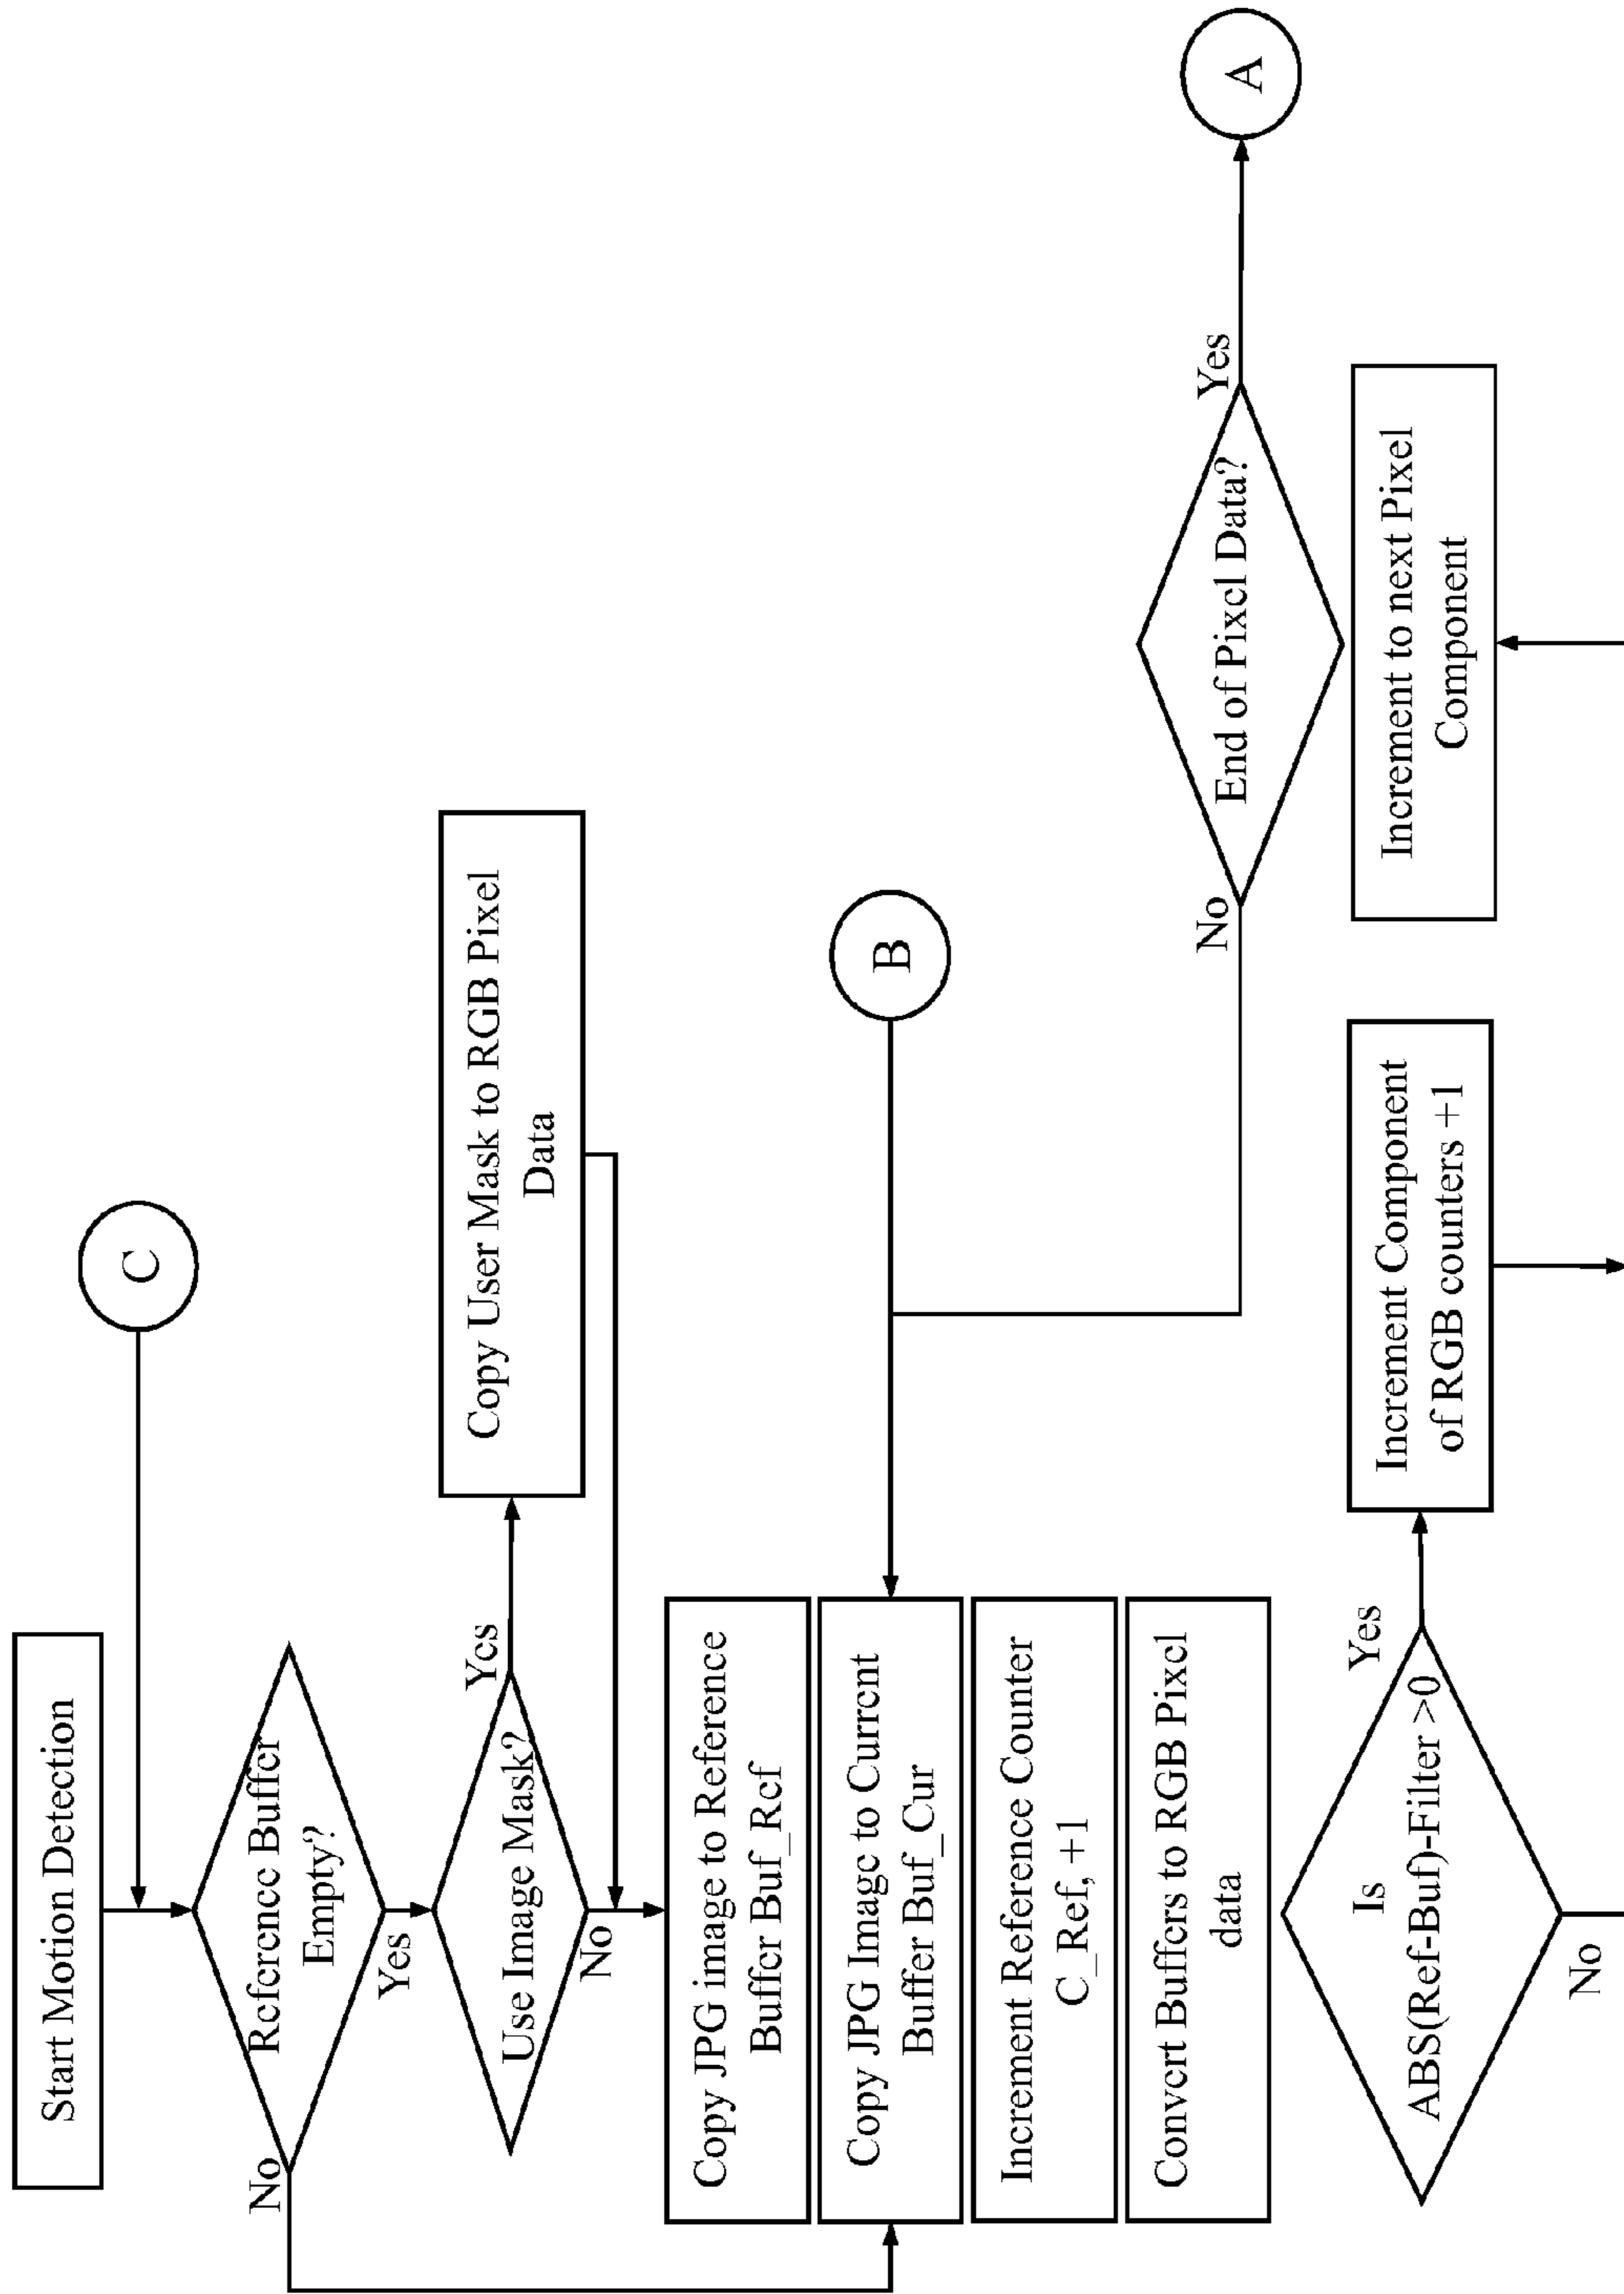 Start Motion Detection
C
Reference Buffer
Empty?
No
Yes
Use Image Mask?
Yes
No
Copy User Mask to RGB Pixel
Data
Copy JPG image to Reference
Buffer Buf_Ref
Copy JPG Image to Current
Buffer Buf_Cur
B
Increment Reference Counter
C_Ref, +1
Convert Buffers to RGB Pixel
data
End of Pixel Data?
No
Yes
A
Is
ABS(Ref-Buf)-Filter >0
Yes
No
Increment Component
of RGB counters +1
Increment to next Pixel
Component